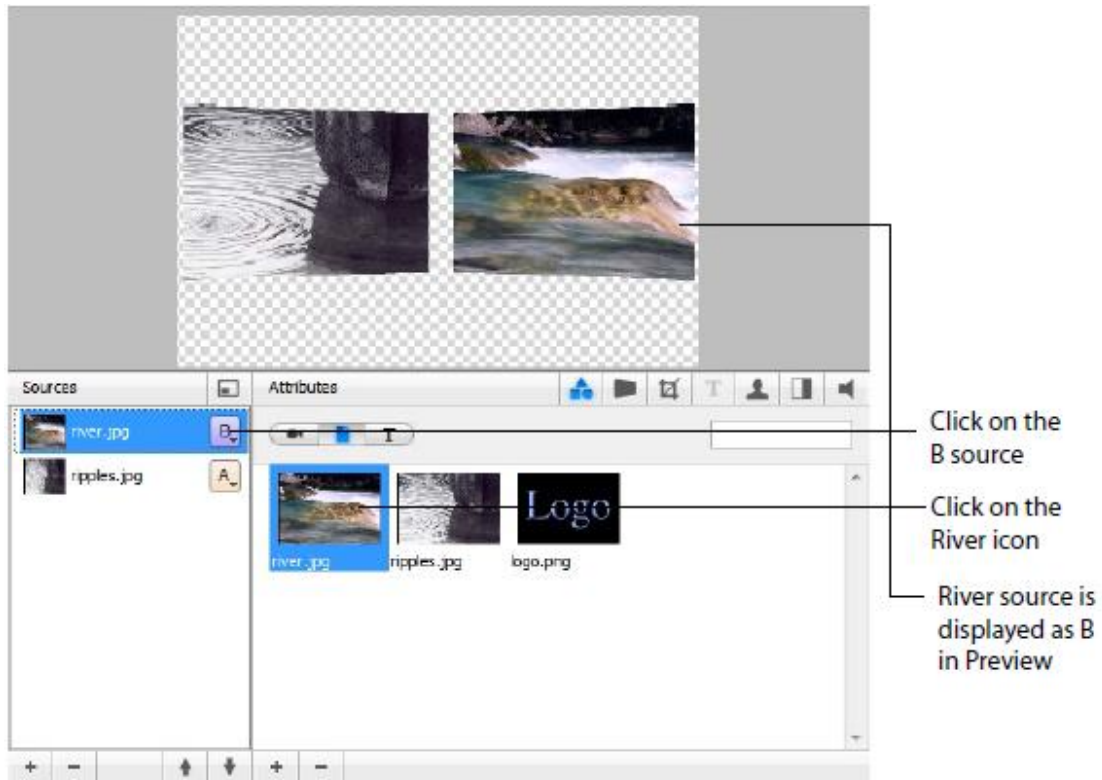 Sources
Attributes
T
river.jpg
B
T
ripples.jpg
A
Logo
river.jpg
ripples.jpg
logo.png
Click on the
B source
Click on the
River icon
River source is
displayed as B
in Preview